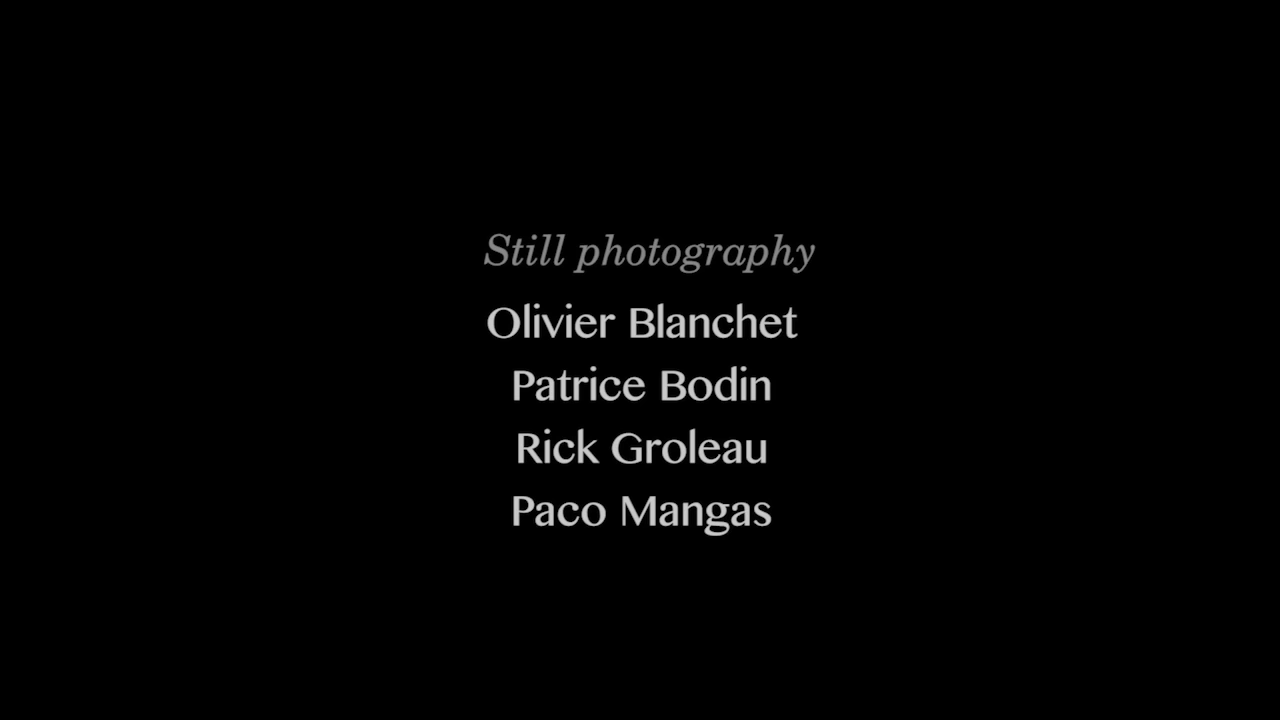 Still photography
Olivier Blanchet
Patrice Bodin
Rick Groleau
Paco Mangas